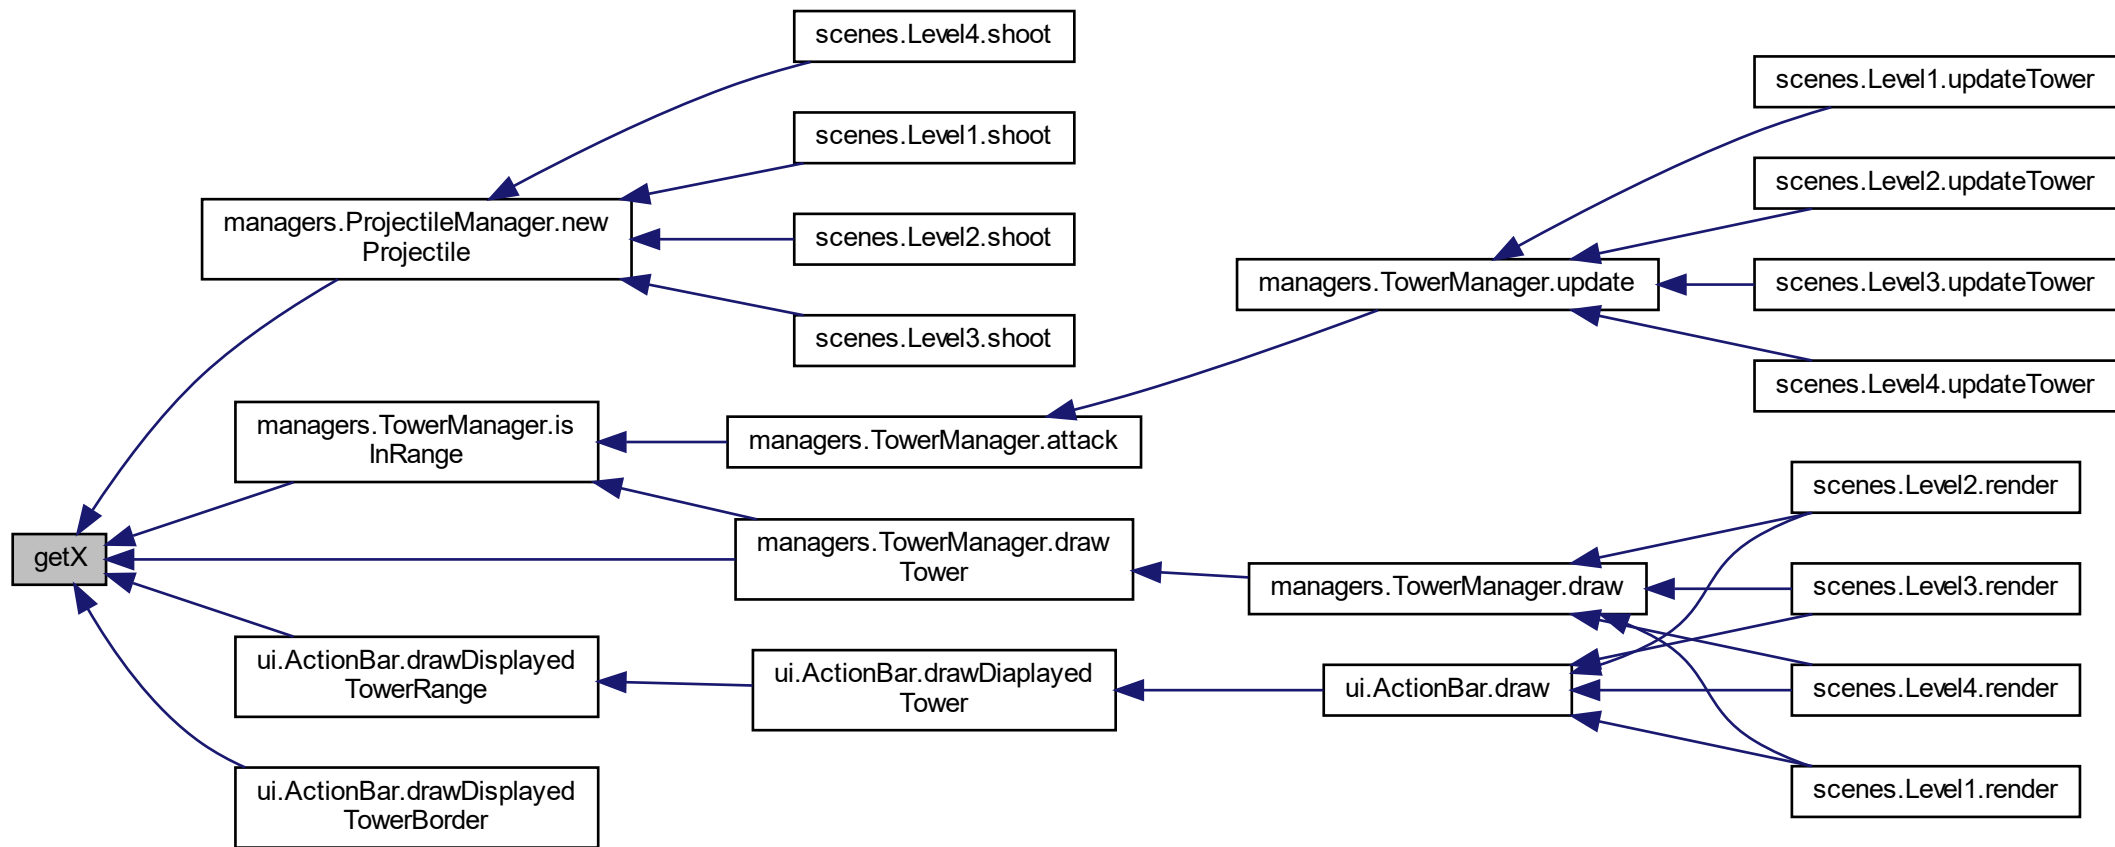 scenes.Level4.shoot
scenes.Level1.shoot
scenes.Level2.shoot
scenes.Level3.shoot
managers.ProjectileManager.new
Projectile
scenes.Level1.updateTower
scenes.Level2.updateTower
scenes.Level3.updateTower
scenes.Level4.updateTower
managers.TowerManager.update
managers.TowerManager.is
InRange
managers.TowerManager.attack
getX
managers.TowerManager.draw
Tower
managers.TowerManager.draw
scenes.Level2.render
scenes.Level3.render
scenes.Level4.render
scenes.Level1.render
ui.ActionBar.drawDisplayed
TowerRange
ui.ActionBar.drawDiaplayed
Tower
ui.ActionBar.draw
ui.ActionBar.drawDisplayed
TowerBorder